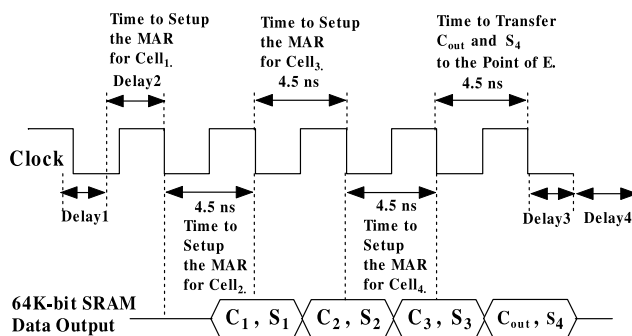 Time to Setup
the MAR
for Cell1.
Delay2
Time to Setup
the MAR
for Cell3.
4.5 ns
Time to Transfer
Cout and S4
to the Point of E.
4.5 ns
Clock
Delay1
4.5 ns
Time to
Setup
the MAR
for Cell2.
4.5 ns
Time to
Setup
the MAR
for Cell4.
Delay3
Delay4
64K-bit SRAM
Data Output
C1 , S1
C2 , S2
C3 , S3
Cout , S4